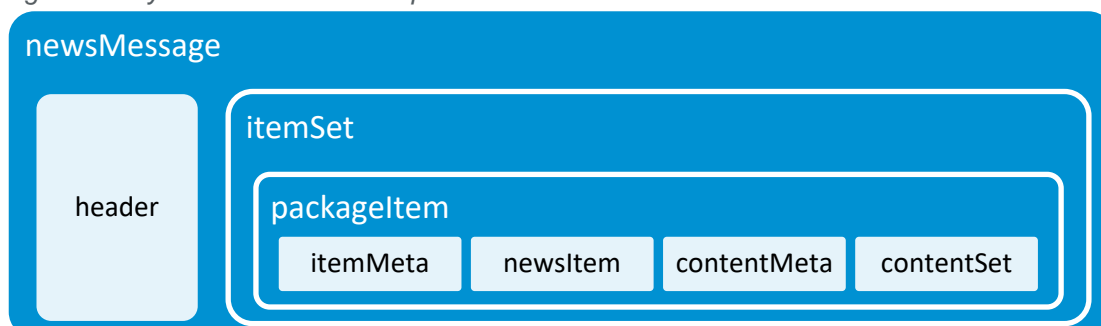 newsMessage
itemSet
header
packageItem
itemMeta
newsItem
contentMeta
contentSet